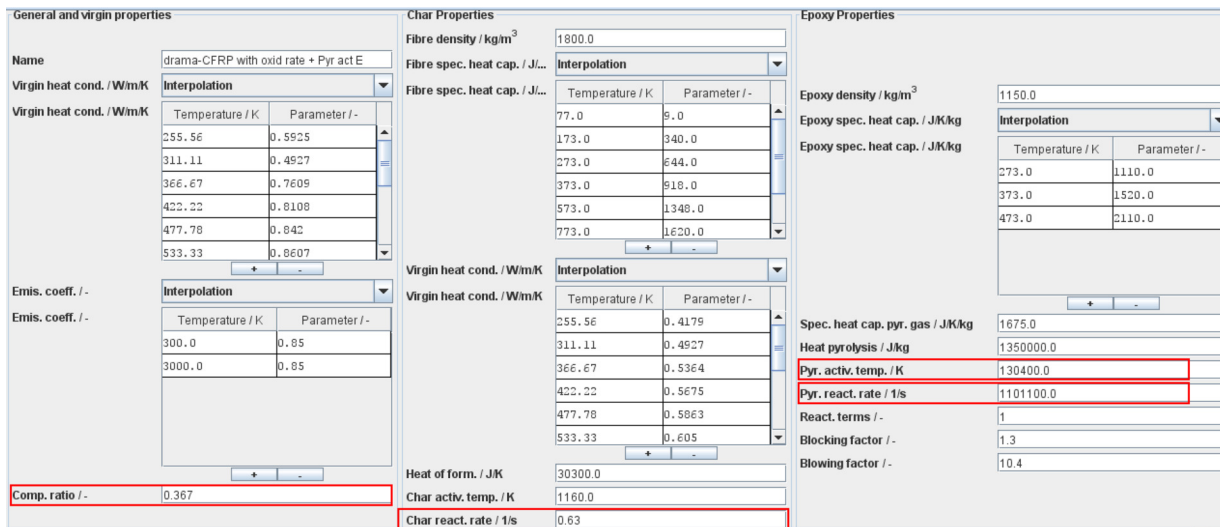 General and virgin properties
Name drama-CFRP with oxid rate + Pyr act E
Virgin heat cond. / W/m/K Interpolation
Virgin heat cond. / W/m/K Temperature / K Parameter / -
255.56 0.5925
311.11 0.4927
366.67 0.7609
422.22 0.8108
477.78 0.842
533.33 0.8607
+ -
Emis. coeff. / - Interpolation
Emis. coeff. / - Temperature / K Parameter / -
300.0 0.85
3000.0 0.85
+ -
Comp. ratio / - 0.367
Char Properties
Fibre density / kg/m3 1800.0
Fibre spec. heat cap. / J/... Interpolation
Fibre spec. heat cap. / J/... Temperature / K Parameter / -
77.0 9.0
173.0 340.0
273.0 644.0
373.0 918.0
573.0 1348.0
773.0 1620.0
+ -
Virgin heat cond. / W/m/K Interpolation
Virgin heat cond. / W/m/K Temperature / K Parameter / -
255.56 0.4179
311.11 0.4927
366.67 0.5364
422.22 0.5675
477.78 0.5863
533.33 0.605
+ -
Heat of form. / J/K 30300.0
Char activ. temp. / K 1160.0
Char react. rate / 1/s 0.63
Epoxy Properties
Epoxy density / kg/m3 1150.0
Epoxy spec. heat cap. / J/K/kg Interpolation
Epoxy spec. heat cap. / J/K/kg Temperature / K Parameter / -
273.0 1110.0
373.0 1520.0
473.0 2110.0
+ -
Spec. heat cap. pyr. gas / J/K/kg 1675.0
Heat pyrolysis / J/kg 1350000.0
Pyr. activ. temp. / K 130400.0
Pyr. react. rate / 1/s 1101100.0
React. terms / - 1
Blocking factor / - 1.3
Blowing factor / - 10.4